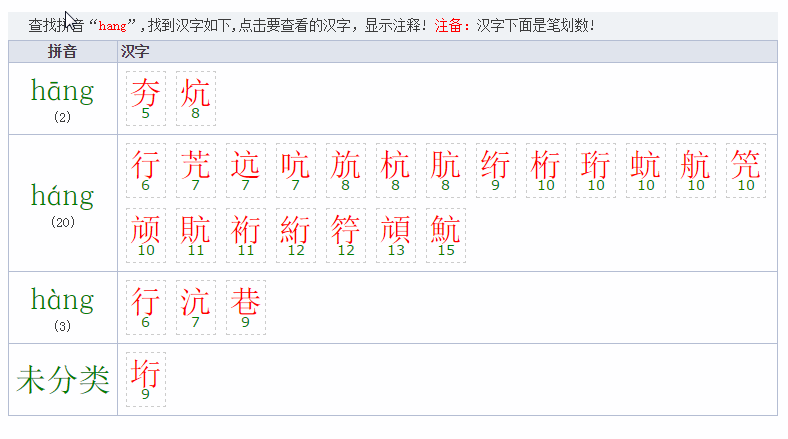 查找拼音“hang”,找到汉字如下,点击要查看的汉字，显示注释！注备：汉字下面是笔划数！
拼音 汉字
hāng
(2)
夯 炕
5 8
háng
(20)
行 苀 迒 吭 斻 杭 肮 绗 桁 珩 蚢 航 笐
6 7 7 7 8 8 8 9 10 10 10 10 10
颃 貥 裄 絎 筕 頏 魧
10 11 11 12 12 13 15
hàng
(3)
行 沆 巷
6 7 9
未分类
垳
9